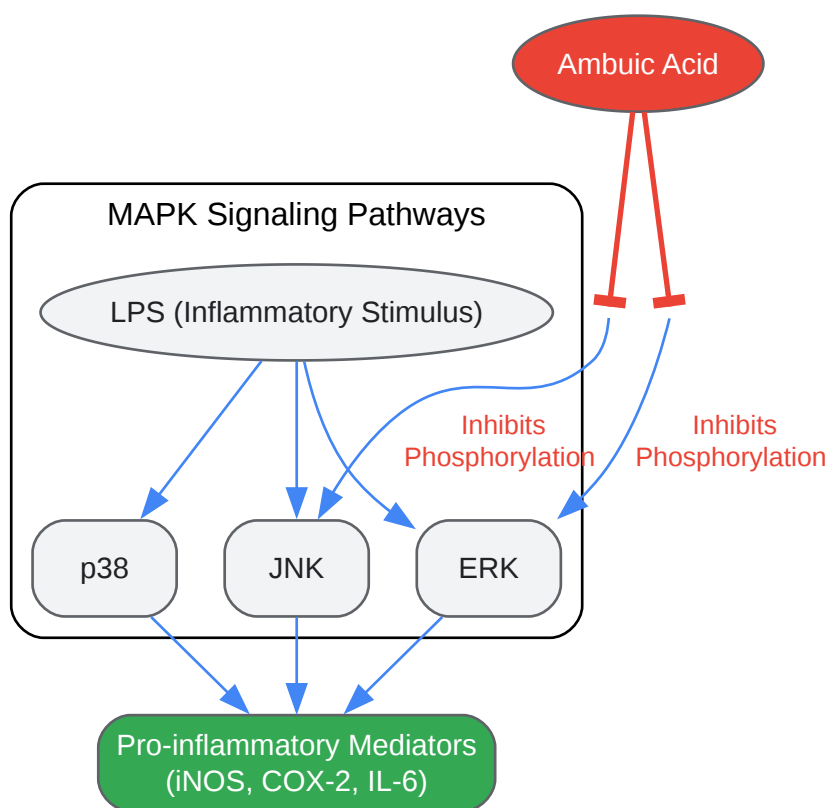 Ambuic Acid
MAPK Signaling Pathways
LPS (Inflammatory Stimulus)
Inhibits
Phosphorylation
Inhibits
Phosphorylation
p38
JNK
ERK
Pro-inflammatory Mediators
(iNOS, COX-2, IL-6)